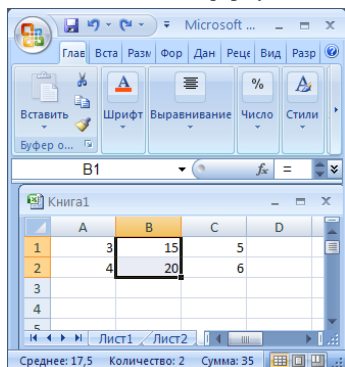 Microsoft ...
Глав Вста Разм Фор Дан Реце Вид Разр
Вставить Шрифт Выравнивание Число Стили
%
Буфер о...
B1 fx =
Книга1
A B C D
1 3 15 5
2 4 20 6
3
4
5
Лист1 Лист2
Среднее: 17,5 Количество: 2 Сумма: 35